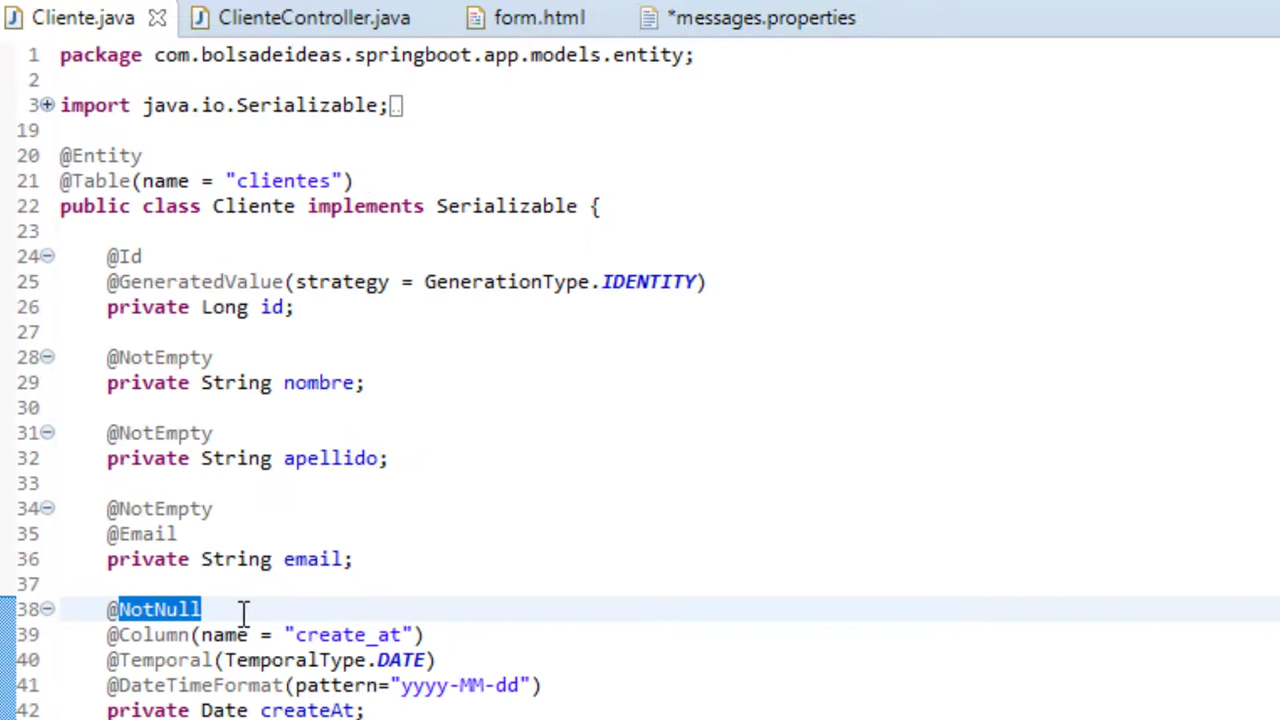 Cliente.java ClienteController.java form.html *messages.properties
1 package com.bolsadeideas.springboot.app.models.entity;
2
3 import java.io.Serializable;
19
20 @Entity
21 @Table(name = "clientes")
22 public class Cliente implements Serializable {
23
24 @Id
25 @GeneratedValue(strategy = GenerationType.IDENTITY)
26 private Long id;
27
28 @NotEmpty
29 private String nombre;
30
31 @NotEmpty
32 private String apellido;
33
34 @NotEmpty
35 @Email
36 private String email;
37
38 @NotNull
39 @Column(name = "create_at")
40 @Temporal(TemporalType.DATE)
41 @DateTimeFormat(pattern="yyyy-MM-dd")
42 private Date createAt;